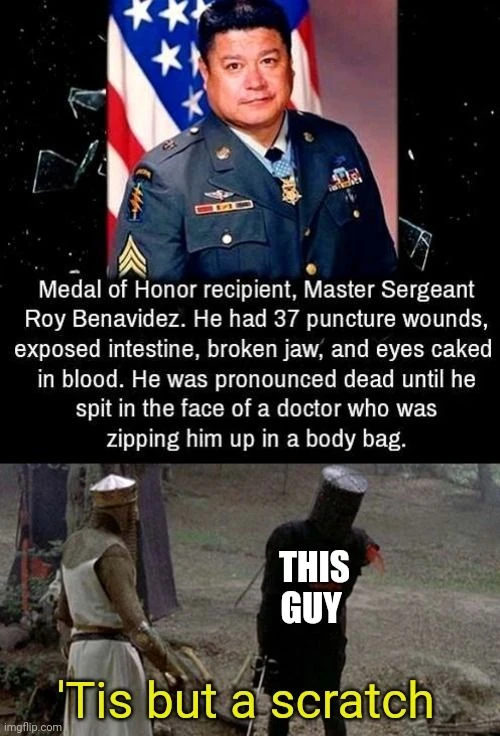 Medal of Honor recipient, Master Sergeant
Roy Benavidez. He had 37 puncture wounds,
exposed intestine, broken jaw, and eyes caked
in blood. He was pronounced dead until he
spit in the face of a doctor who was
zipping him up in a body bag.
THIS
GUY
'Tis but a scratch
imgflip.com